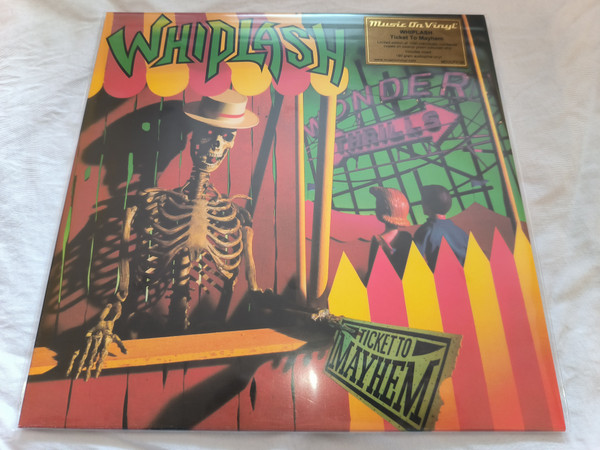 WHIPLASH
Music On Vinyl
WHIPLASH
Ticket To Mayhem
WONDER
THRILLS
TICKET TO
MAYHEM